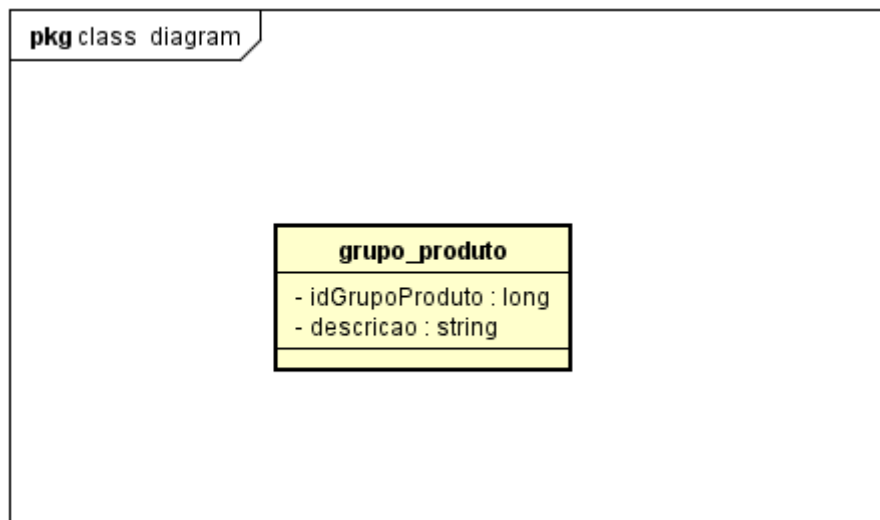 pkg class diagram
grupo_produto
- idGrupoProduto : long
- descricao : string